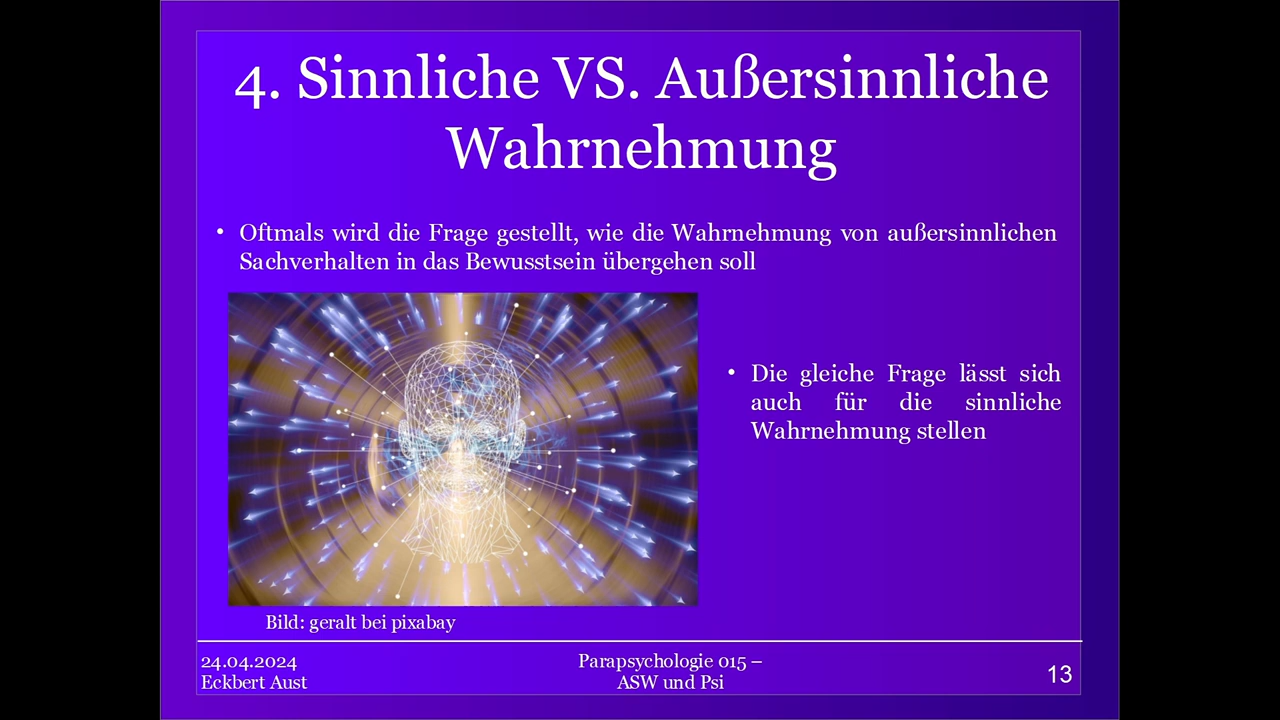 4. Sinnliche VS. Außersinnliche
Wahrnehmung
• Oftmals wird die Frage gestellt, wie die Wahrnehmung von außersinnlichen
Sachverhalten in das Bewusstsein übergehen soll
• Die gleiche Frage lässt sich
auch für die sinnliche
Wahrnehmung stellen
Bild: geralt bei pixabay
24.04.2024
Eckbert Aust
Parapsychologie 015 –
ASW und Psi
13